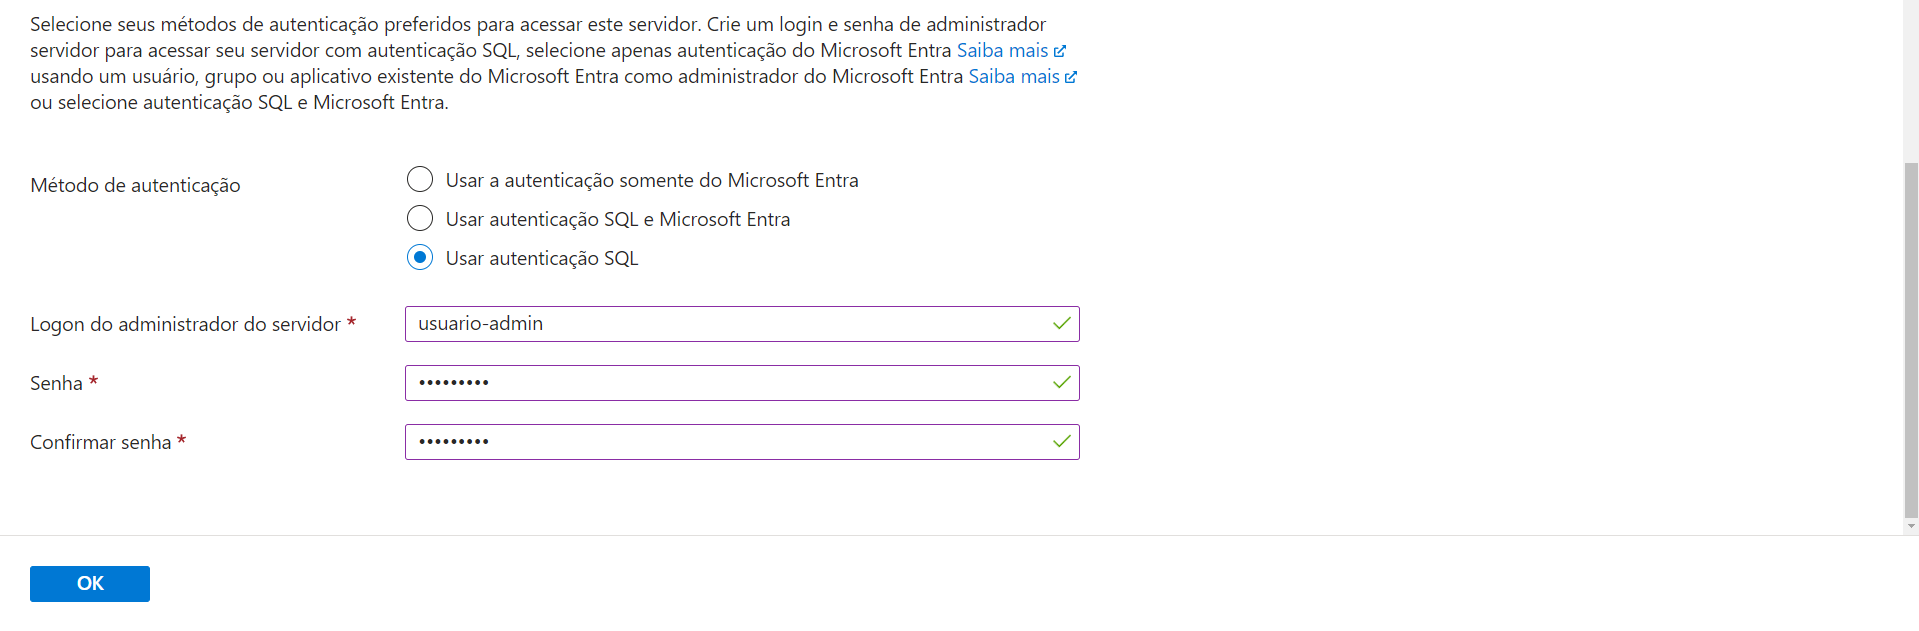 Selecione seus métodos de autenticação preferidos para acessar este servidor. Crie um login e senha de administrador
servidor para acessar seu servidor com autenticação SQL, selecione apenas autenticação do Microsoft Entra Saiba mais
usando um usuário, grupo ou aplicativo existente do Microsoft Entra como administrador do Microsoft Entra Saiba mais
ou selecione autenticação SQL e Microsoft Entra.
Método de autenticação
Usar a autenticação somente do Microsoft Entra
Usar autenticação SQL e Microsoft Entra
Usar autenticação SQL
Logon do administrador do servidor *
usuario-admin
Senha *
•••••••••
Confirmar senha *
•••••••••
OK